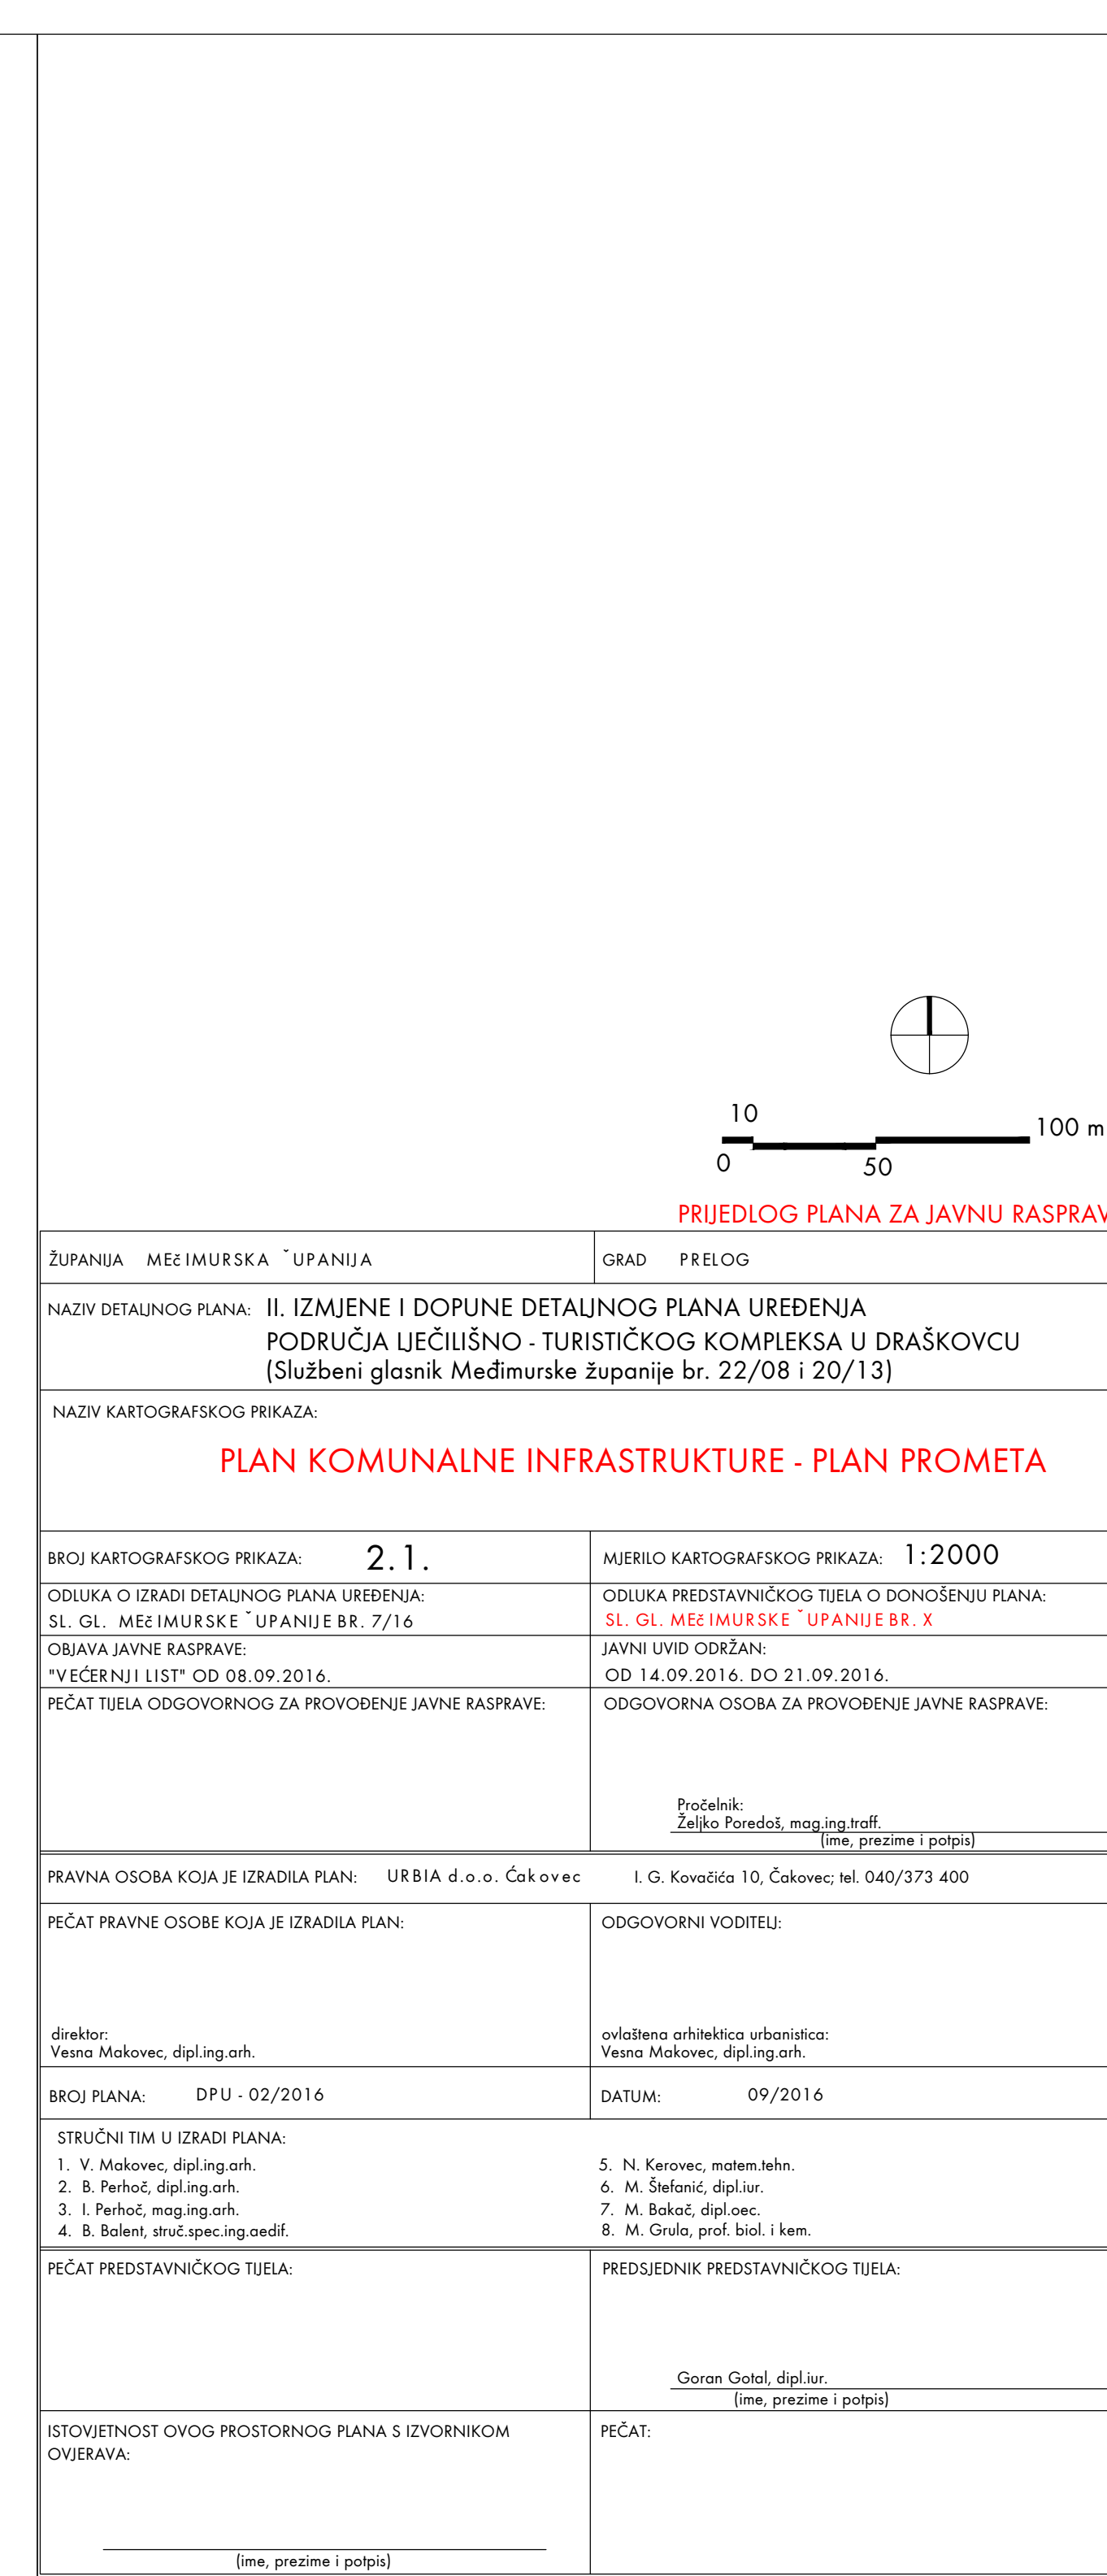 10
100 m
0
50
PRIJEDLOG PLANA ZA JAVNU RASPRAV
ŽUPANIJA MEč IMURSKA ˇUPANIJA
GRAD PRELOG
NAZIV DETALJNOG PLANA: II. IZMJENE I DOPUNE DETALJNOG PLANA UREĐENJA
PODRUČJA LJEČILIŠNO - TURISTIČKOG KOMPLEKSA U DRAŠKOVCU
(Službeni glasnik Međimurske županije br. 22/08 i 20/13)
NAZIV KARTOGRAFSKOG PRIKAZA:
PLAN KOMUNALNE INFRASTRUKTURE - PLAN PROMETA
BROJ KARTOGRAFSKOG PRIKAZA: 2.1.
MJERILO KARTOGRAFSKOG PRIKAZA: 1:2000
ODLUKA O IZRADI DETALJNOG PLANA UREĐENJA:
SL. GL. MEč IMURSKE ˇUPANIJE BR. 7/16
ODLUKA PREDSTAVNIČKOG TIJELA O DONOŠENJU PLANA:
SL. GL. MEč IMURSKE ˇUPANIJE BR. X
OBJAVA JAVNE RASPRAVE:
"VEĆERNJI LIST" OD 08.09.2016.
JAVNI UVID ODRŽAN:
OD 14.09.2016. DO 21.09.2016.
PEČAT TIJELA ODGOVORNOG ZA PROVOĐENJE JAVNE RASPRAVE:
ODGOVORNA OSOBA ZA PROVOĐENJE JAVNE RASPRAVE:
Pročelnik:
Željko Poredoš, mag.ing.traff.
(ime, prezime i potpis)
PRAVNA OSOBA KOJA JE IZRADILA PLAN: URBIA d.o.o. Ćakovec I. G. Kovačića 10, Čakovec; tel. 040/373 400
PEČAT PRAVNE OSOBE KOJA JE IZRADILA PLAN:
direktor:
Vesna Makovec, dipl.ing.arh.
ODGOVORNI VODITELJ:
ovlaštena arhitektica urbanistica:
Vesna Makovec, dipl.ing.arh.
BROJ PLANA: DPU - 02/2016
DATUM: 09/2016
STRUČNI TIM U IZRADI PLANA:
1. V. Makovec, dipl.ing.arh.
2. B. Perhoč, dipl.ing.arh.
3. I. Perhoč, mag.ing.arh.
4. B. Balent, struč.spec.ing.aedif.
5. N. Kerovec, matem.tehn.
6. M. Štefanić, dipl.iur.
7. M. Bakač, dipl.oec.
8. M. Grula, prof. biol. i kem.
PEČAT PREDSTAVNIČKOG TIJELA:
PREDSJEDNIK PREDSTAVNIČKOG TIJELA:
Goran Gotal, dipl.iur.
(ime, prezime i potpis)
ISTOVJETNOST OVOG PROSTORNOG PLANA S IZVORNIKOM
OVJERAVA:
(ime, prezime i potpis)
PEČAT: